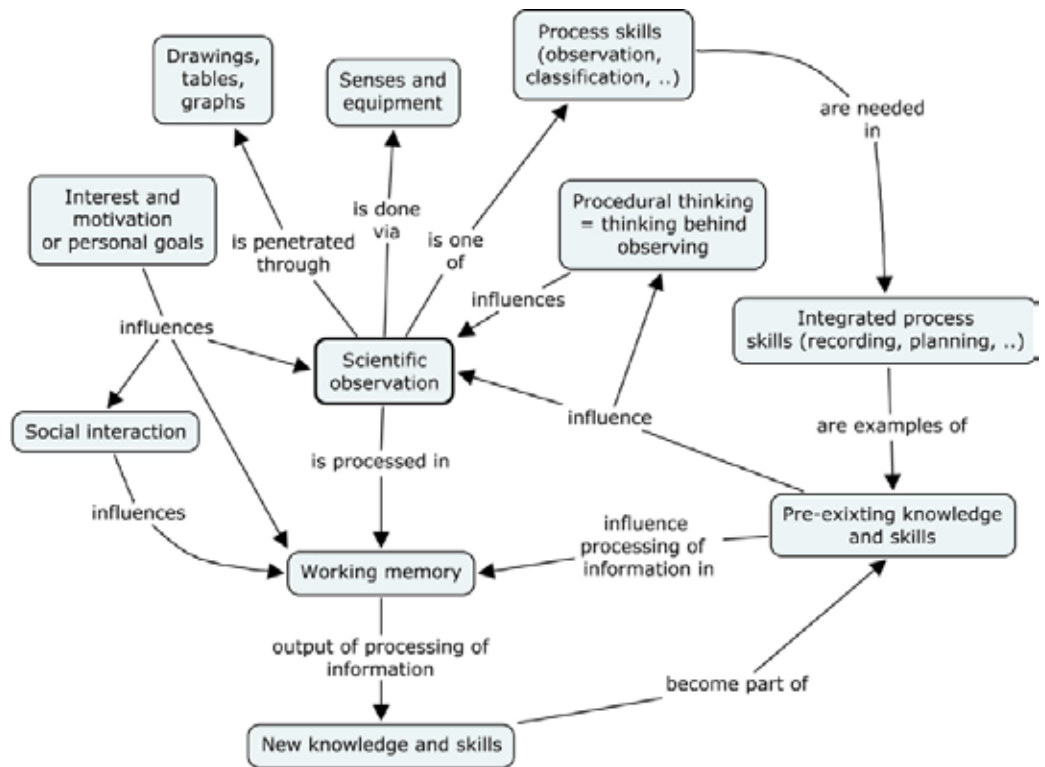 Process skills
(observation,
classification, ..)
Drawings,
tables,
graphs
Senses and
equipment
are needed
in
Interest and
motivation
or personal goals
Procedural thinking
= thinking behind
observing
is done
via
is penetrated
through
is one
of
influences
influences
Integrated process
skills (recording, planning, ..)
Scientific
observation
Social interaction
influence
are examples of
is processed in
influences
Pre-exixting knowledge
and skills
influence
processing of
information in
Working memory
output of processing of
information
become part of
New knowledge and skills